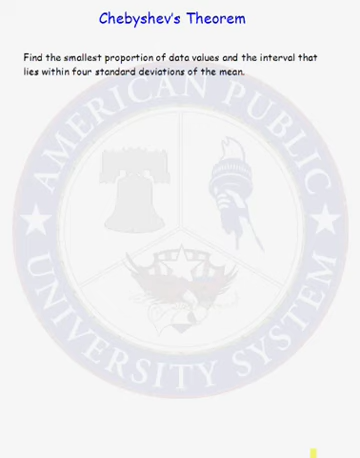 Chebyshev's Theorem
Find the smallest proportion of data values and the interval that
lies within four standard deviations of the mean.
AMERICAN PUBLIC
UNIVERSITY SYSTEM